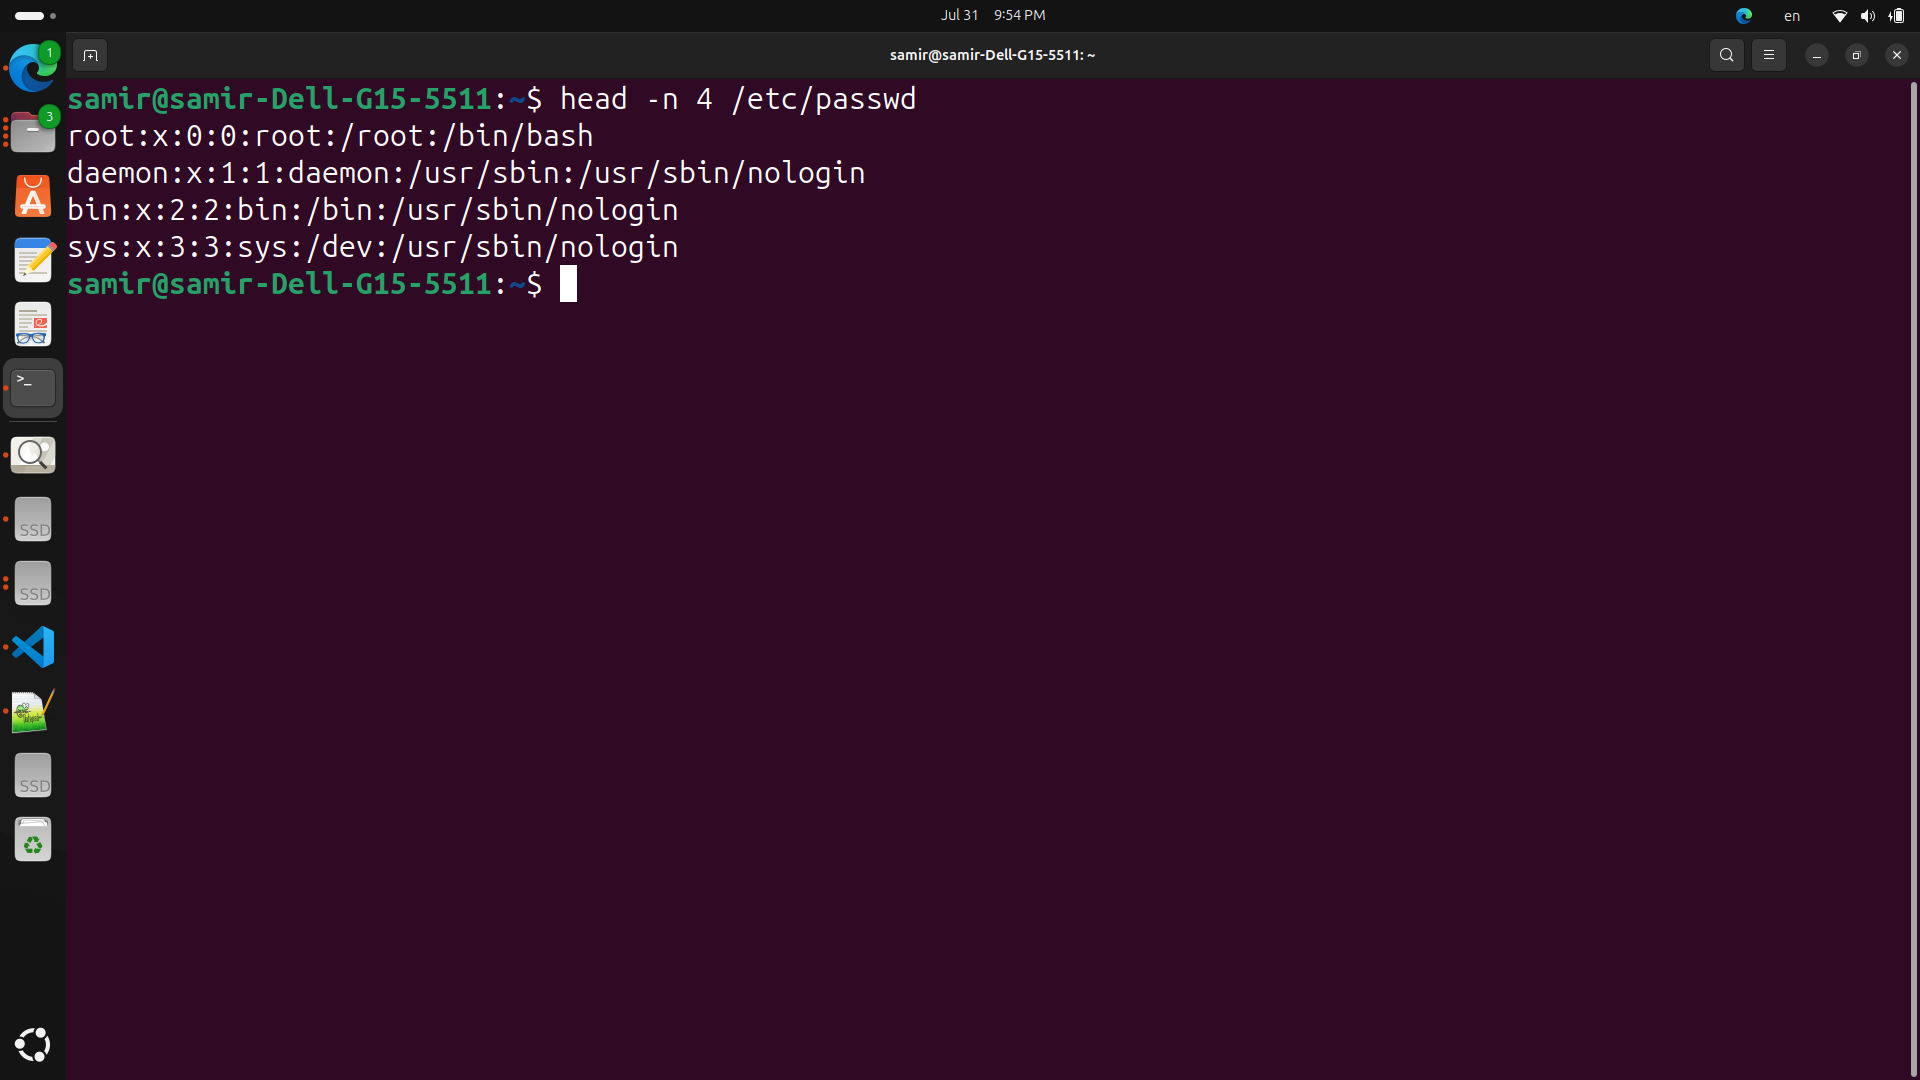 Jul 31 9:54 PM
en
samir@samir-Dell-G15-5511: ~
1
3
samir@samir-Dell-G15-5511:~$ head -n 4 /etc/passwd
root:x:0:0:root:/root:/bin/bash
daemon:x:1:1:daemon:/usr/sbin:/usr/sbin/nologin
bin:x:2:2:bin:/bin:/usr/sbin/nologin
sys:x:3:3:sys:/dev:/usr/sbin/nologin
samir@samir-Dell-G15-5511:~$
>_
SSD
SSD
SSD